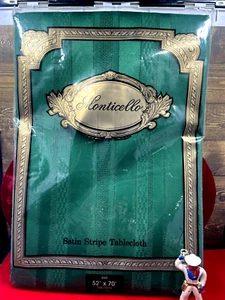 Monticello
Satin Stripe Tablecloth
52" x 70"